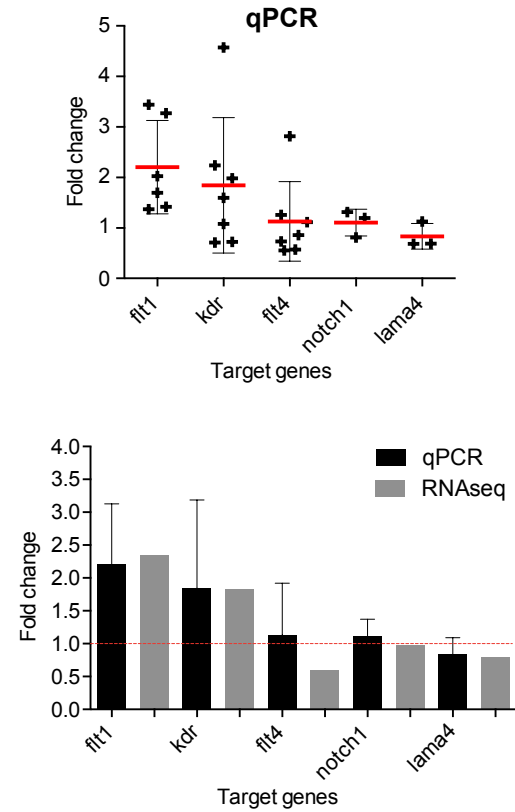 qPCR
Fold change
5
4
3
2
1
0
flt1
kdr
flt4
notch1
lama4
Target genes
qPCR
RNAseq
Fold change
4.0
3.5
3.0
2.5
2.0
1.5
1.0
0.5
0.0
flt1
kdr
flt4
notch1
lama4
Target genes